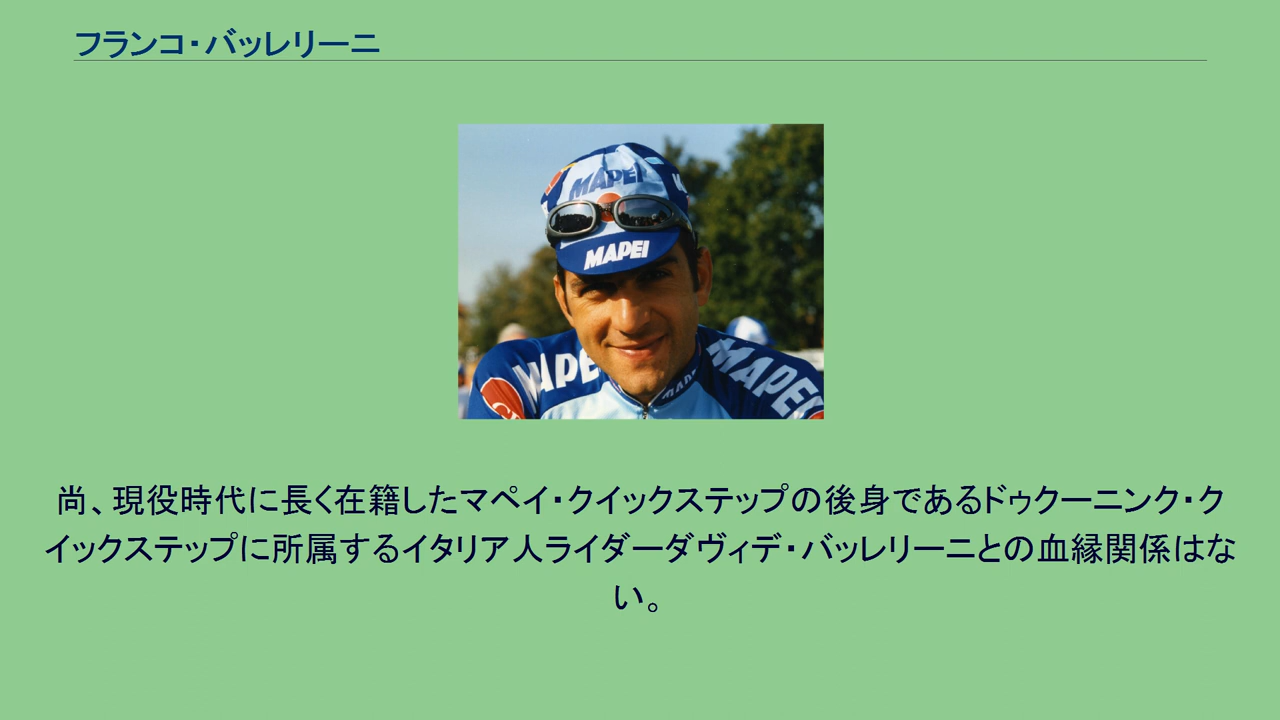 フランコ・バッレリーニ
MAPEI
MAPEI
MAPE
MAPEI
尚、現役時代に長く在籍したマペイ・クイックステップの後身であるドゥクーニンク・ク
イックステップに所属するイタリア人ライダーダヴィデ・バッレリーニとの血縁関係はな
い。